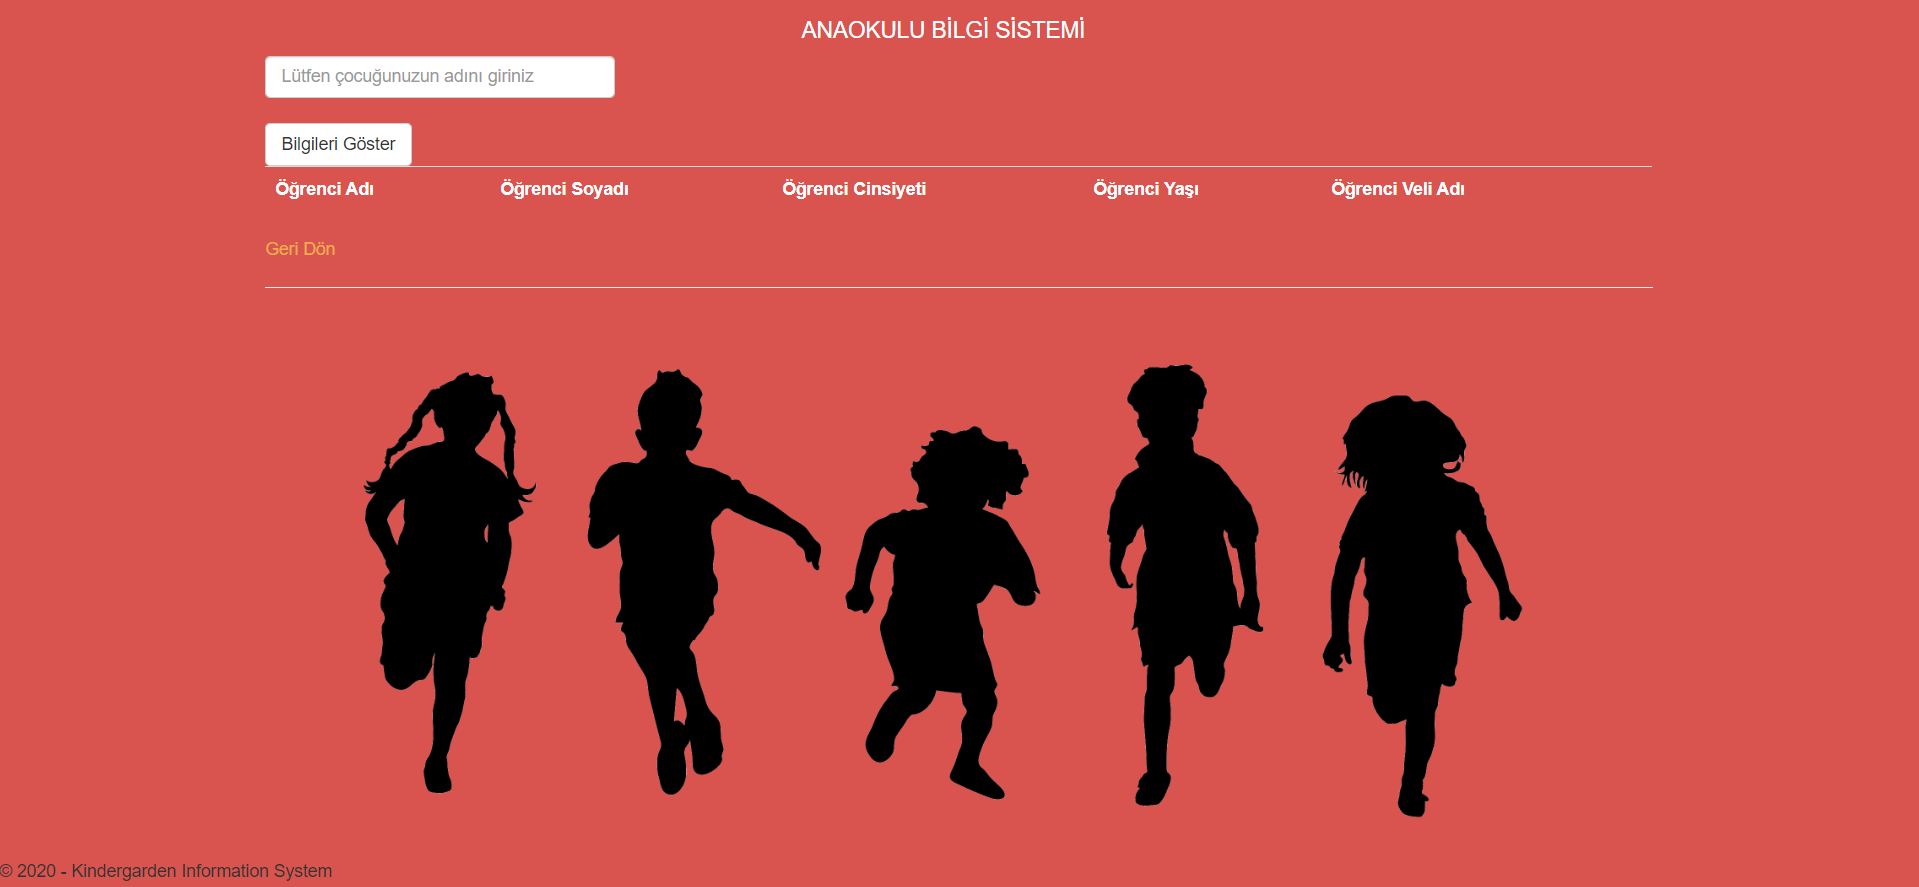 ANAOKULU BİLGİ SİSTEMİ
Lütfen çocuğunuzun adını giriniz
Bilgileri Göster
Öğrenci Adı Öğrenci Soyadı Öğrenci Cinsiyeti Öğrenci Yaşı Öğrenci Veli Adı
Geri Dön
© 2020 - Kindergarden Information System